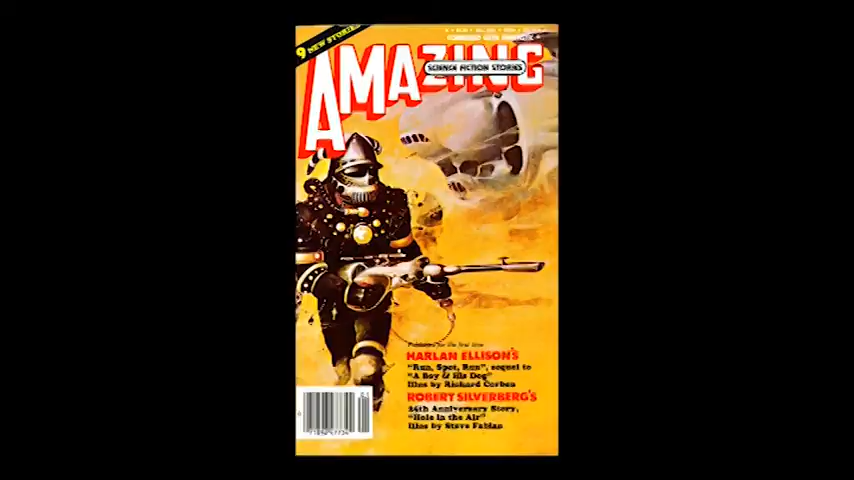 9 NEW STORIES
AMAZING
SCIENCE FICTION STORIES
for the first time
HARLAN ELLISON'S
"Run, Spot, Run", sequel to
"A Boy & His Dog"
Illos by Richard Corben
ROBERT SILVERBERG'S
24th Anniversary Story,
"Hole in the Air"
Illos by Steve Fabian